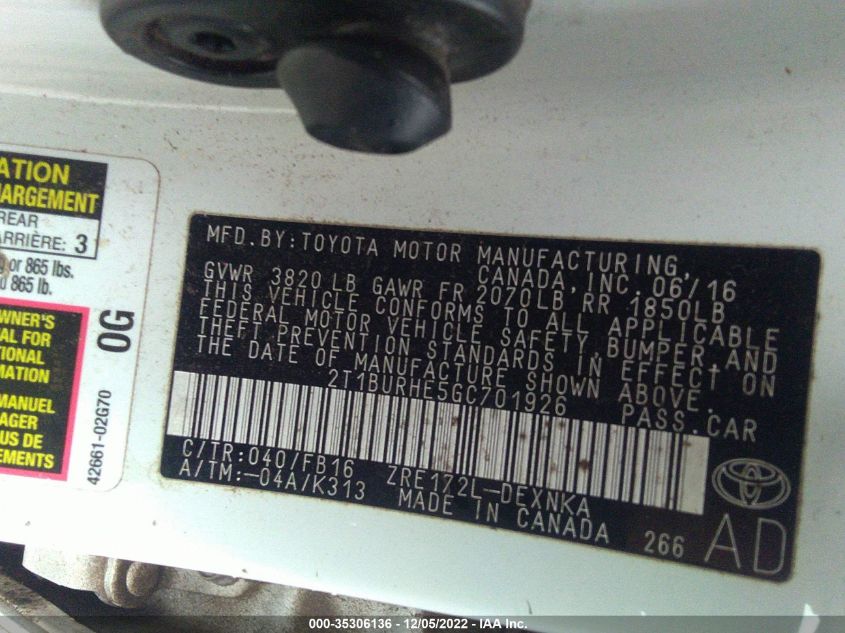 ATION
HARGEMENT
REAR
ARRIÈRE: 3
or 865 lbs.
865 lb.
OWNER'S
AL FOR
TIONAL
MATION
MANUEL
AGER
US DE
EMENTS
42661-02G70
0G
MFD.BY:TOYOTA MOTOR MANUFACTURING,
CANADA,INC. 06/16
GVWR 3820LB GAWR FR 2070LB RR 1850LB
THIS VEHICLE CONFORMS TO ALL APPLICABLE
FEDERAL MOTOR VEHICLE SAFETY,BUMPER,AND
THEFT PREVENTION STANDARDS IN EFFECT ON
THE DATE OF MANUFACTURE SHOWN ABOVE.
2T1BURHE5GC701926 PASS.CAR
C/TR:040/FB16 ZRE172L-DEXNKA
A/TM:-04A/K313 MADE IN CANADA 266 AD
000-35306136 - 12/05/2022 - IAA Inc.